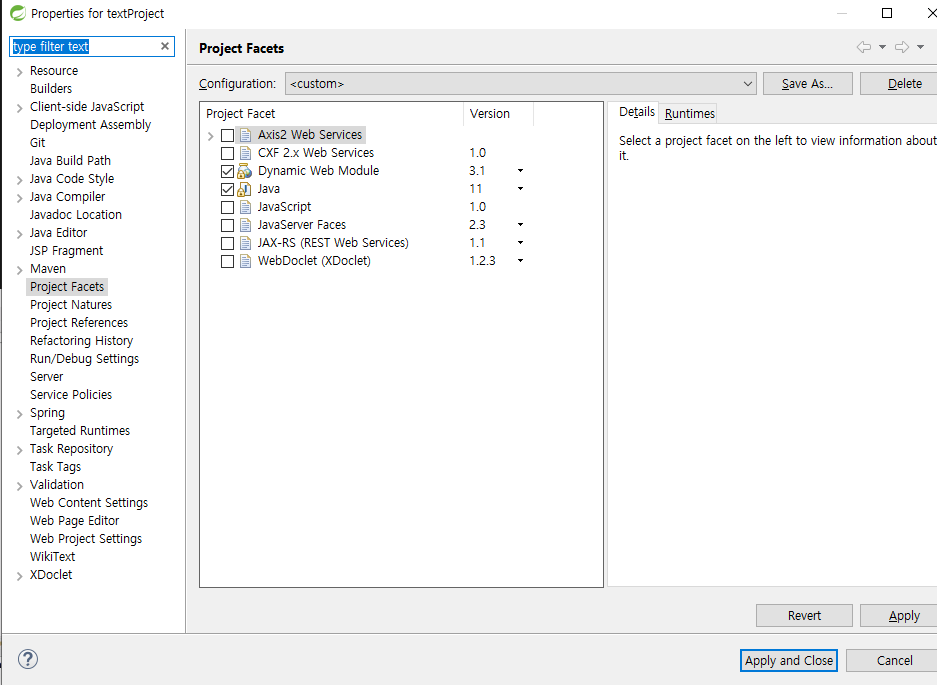 Properties for textProject
type filter text
Resource
Builders
Client-side JavaScript
Deployment Assembly
Git
Java Build Path
Java Code Style
Java Compiler
Javadoc Location
Java Editor
JSP Fragment
Maven
Project Facets
Project Natures
Project References
Refactoring History
Run/Debug Settings
Server
Service Policies
Spring
Targeted Runtimes
Task Repository
Task Tags
Validation
Web Content Settings
Web Page Editor
Web Project Settings
WikiText
XDoclet
Project Facets
Configuration: <custom> Save As... Delete
Project Facet Version
Axis2 Web Services
CXF 2.x Web Services 1.0
Dynamic Web Module 3.1
Java 11
JavaScript 1.0
JavaServer Faces 2.3
JAX-RS (REST Web Services) 1.1
WebDoclet (XDoclet) 1.2.3
Details Runtimes
Select a project facet on the left to view information about
it.
Revert Apply
? Apply and Close Cancel